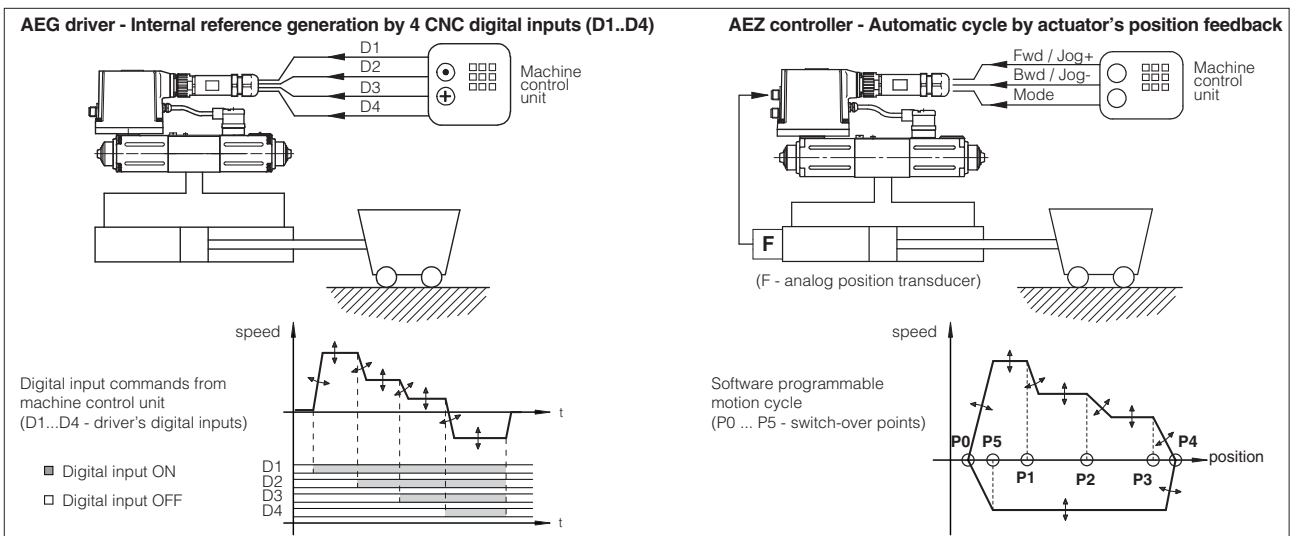 AEG driver - Internal reference generation by 4 CNC digital inputs (D1..D4)
D1
D2
D3
D4
Machine
control
unit
speed
t
Digital input commands from
machine control unit
(D1...D4 - driver's digital inputs)
Digital input ON
Digital input OFF
D1
D2
D3
D4
t
AEZ controller - Automatic cycle by actuator's position feedback
Fwd / Jog+
Bwd / Jog-
Mode
Machine
control
unit
F
(F - analog position transducer)
speed
Software programmable
motion cycle
(P0 ... P5 - switch-over points)
P0 P5 P4
position
P1 P2 P3